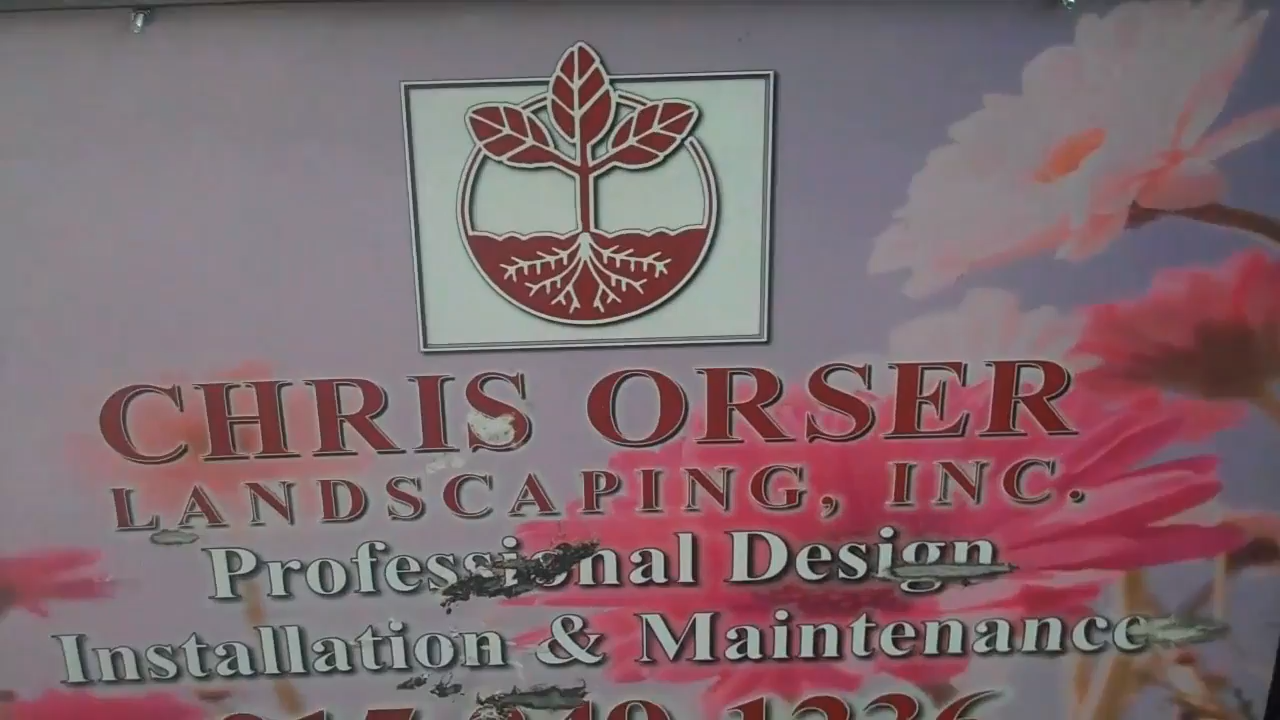 CHRIS ORSER
LANDSCAPING, INC.
Professional Design
Installation & Maintenance